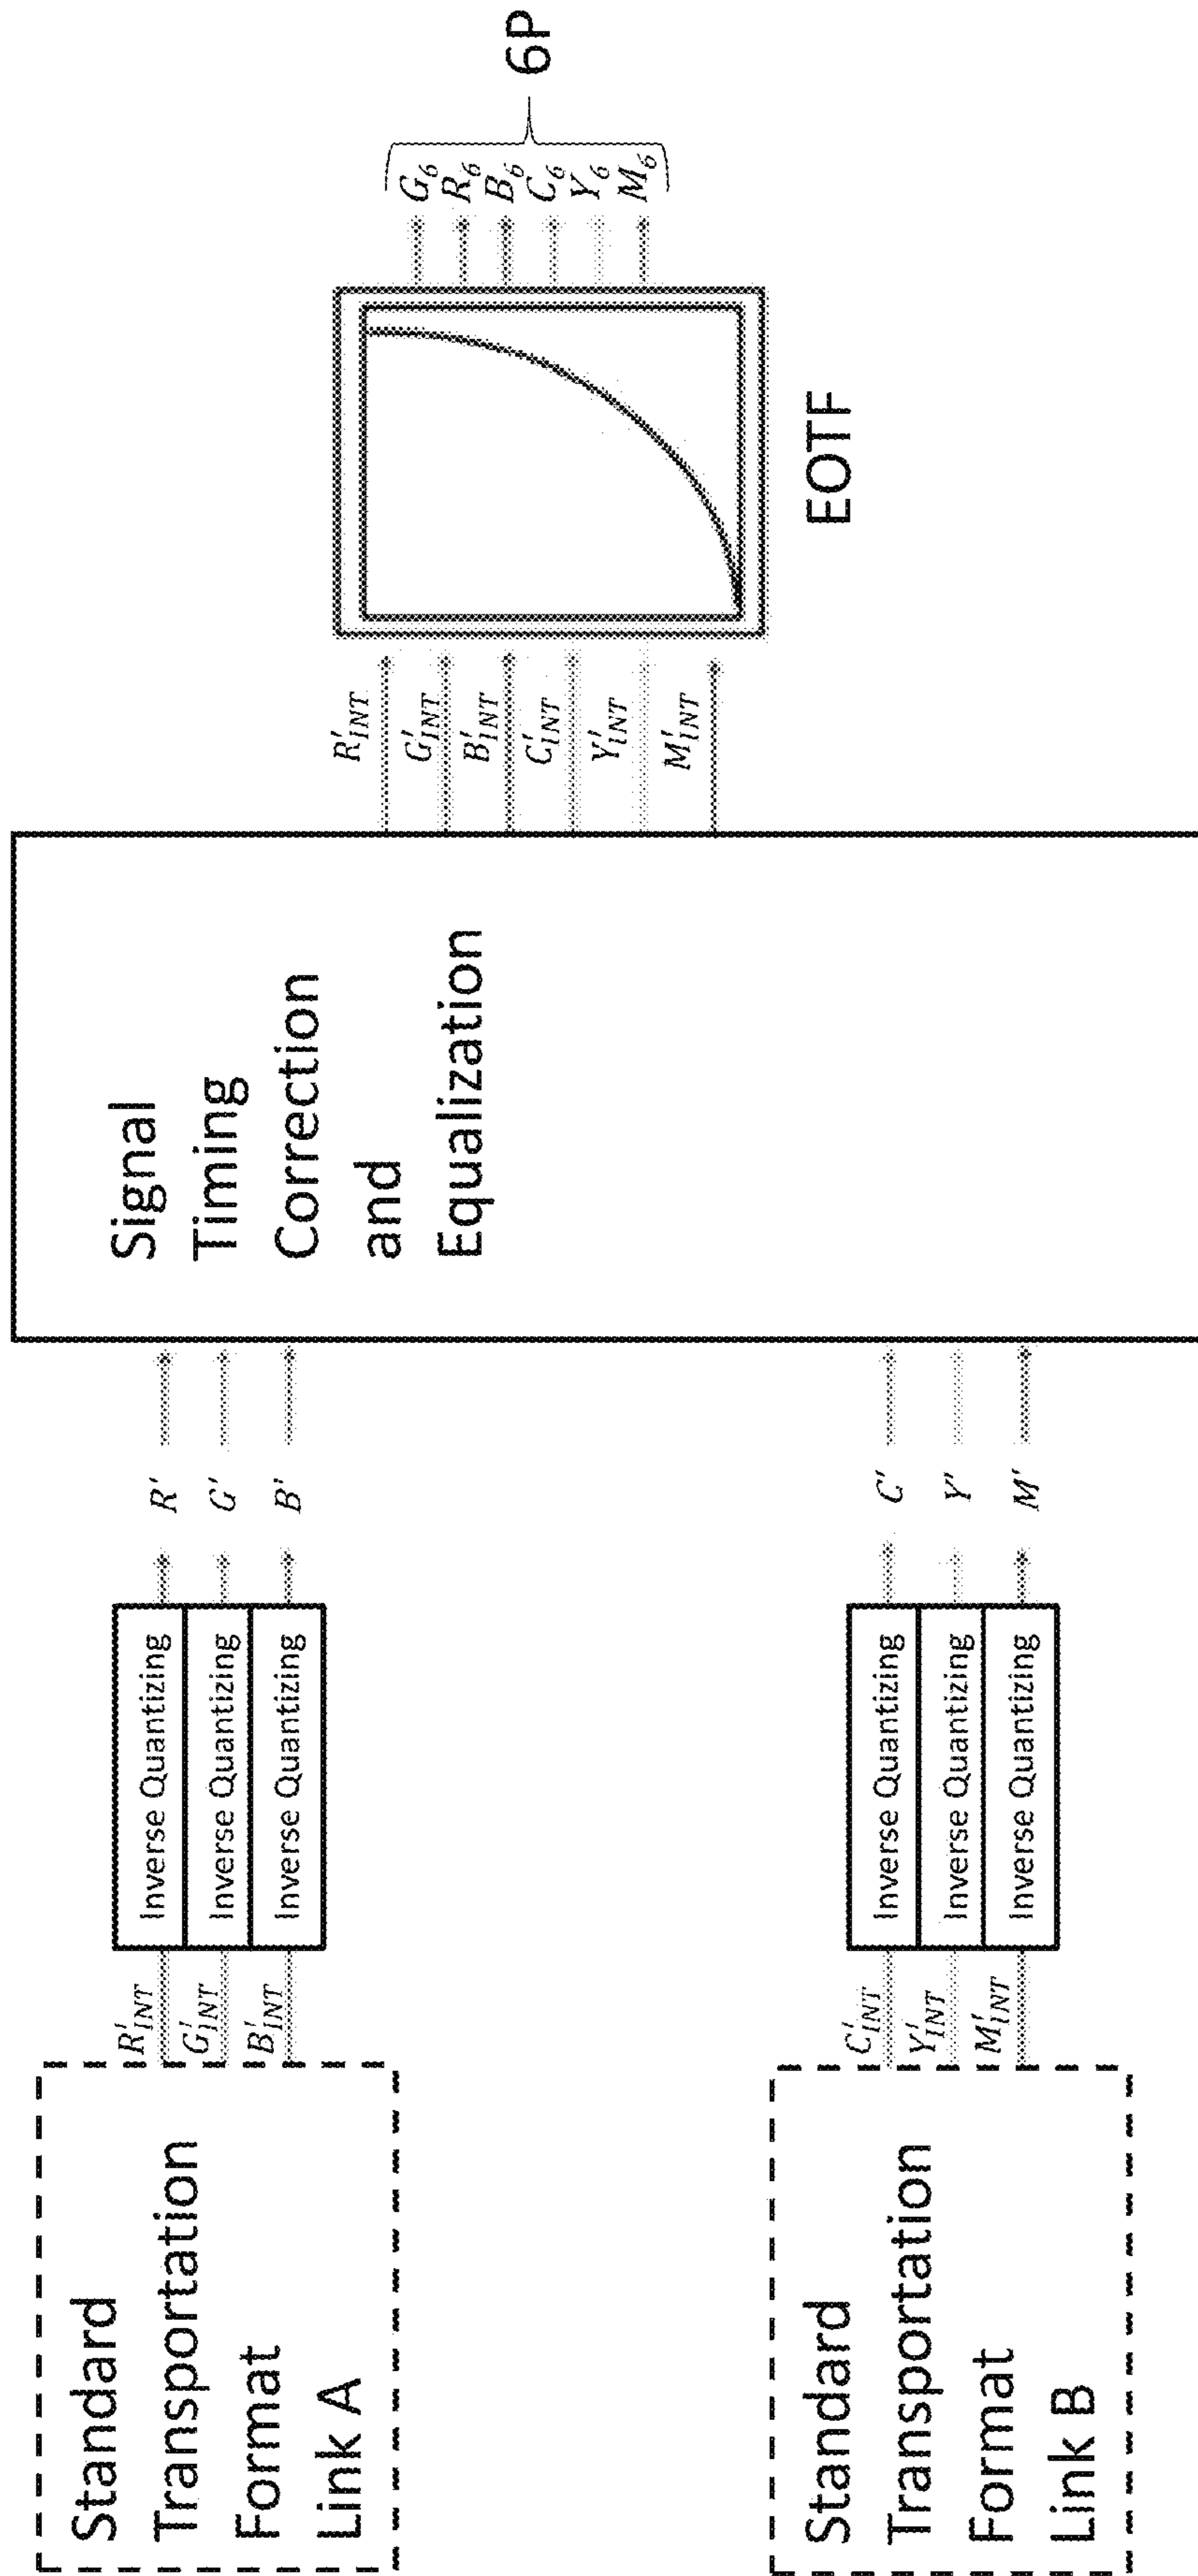 Standard
Transportation
Format
Link A
R'INT
G'INT
B'INT
Inverse Quantizing
Inverse Quantizing
Inverse Quantizing
R'
G'
B'
Standard
Transportation
Format
Link B
C'INT
Y'INT
M'INT
Inverse Quantizing
Inverse Quantizing
Inverse Quantizing
C'
Y'
M'
Signal
Timing
Correction
and
Equalization
R'INT
G'INT
B'INT
C'INT
Y'INT
M'INT
EOTF
G6
R6
B6
C6
Y6
M6
6P